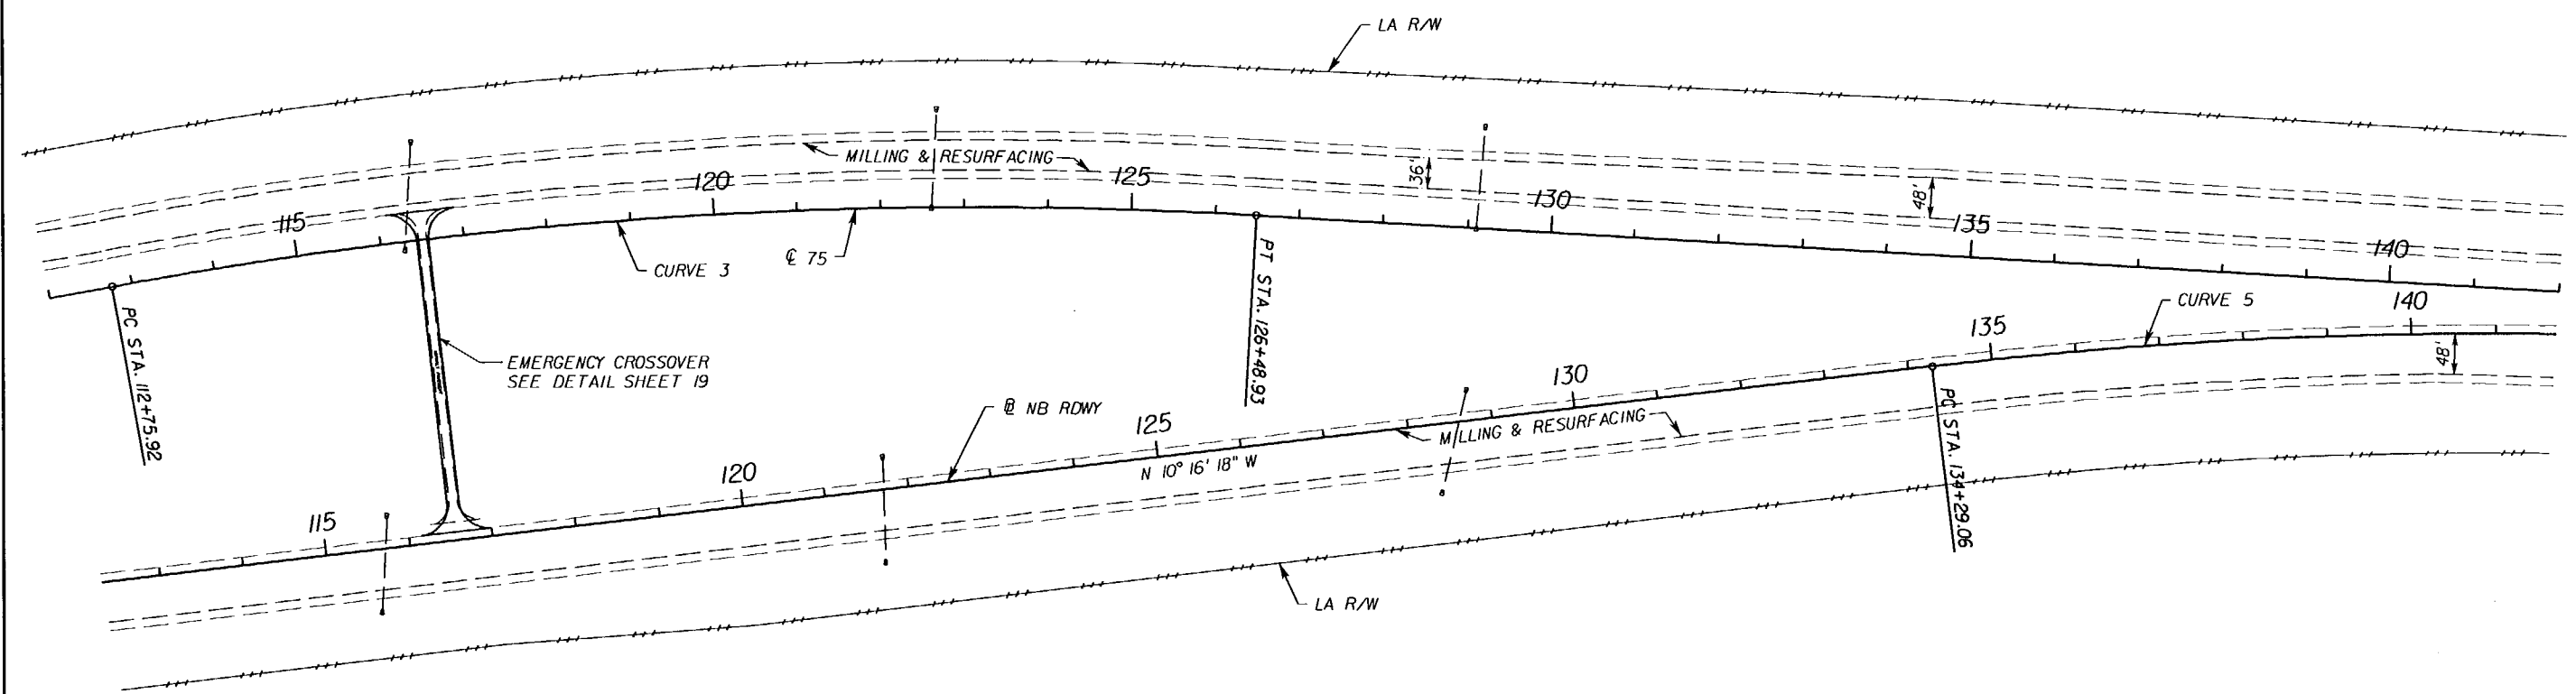 LA R/W
MILLING & RESURFACING
36'
48'
115
120
125
130
135
140
CURVE 3
℄ 75
PC STA. 112+75.92
PT STA. 126+48.93
EMERGENCY CROSSOVER
SEE DETAIL SHEET 19
CURVE 5
140
135
130
125
120
115
NB RDWY
N 10° 16' 18" W
MILLING & RESURFACING
48'
PC STA. 134+29.06
LA R/W